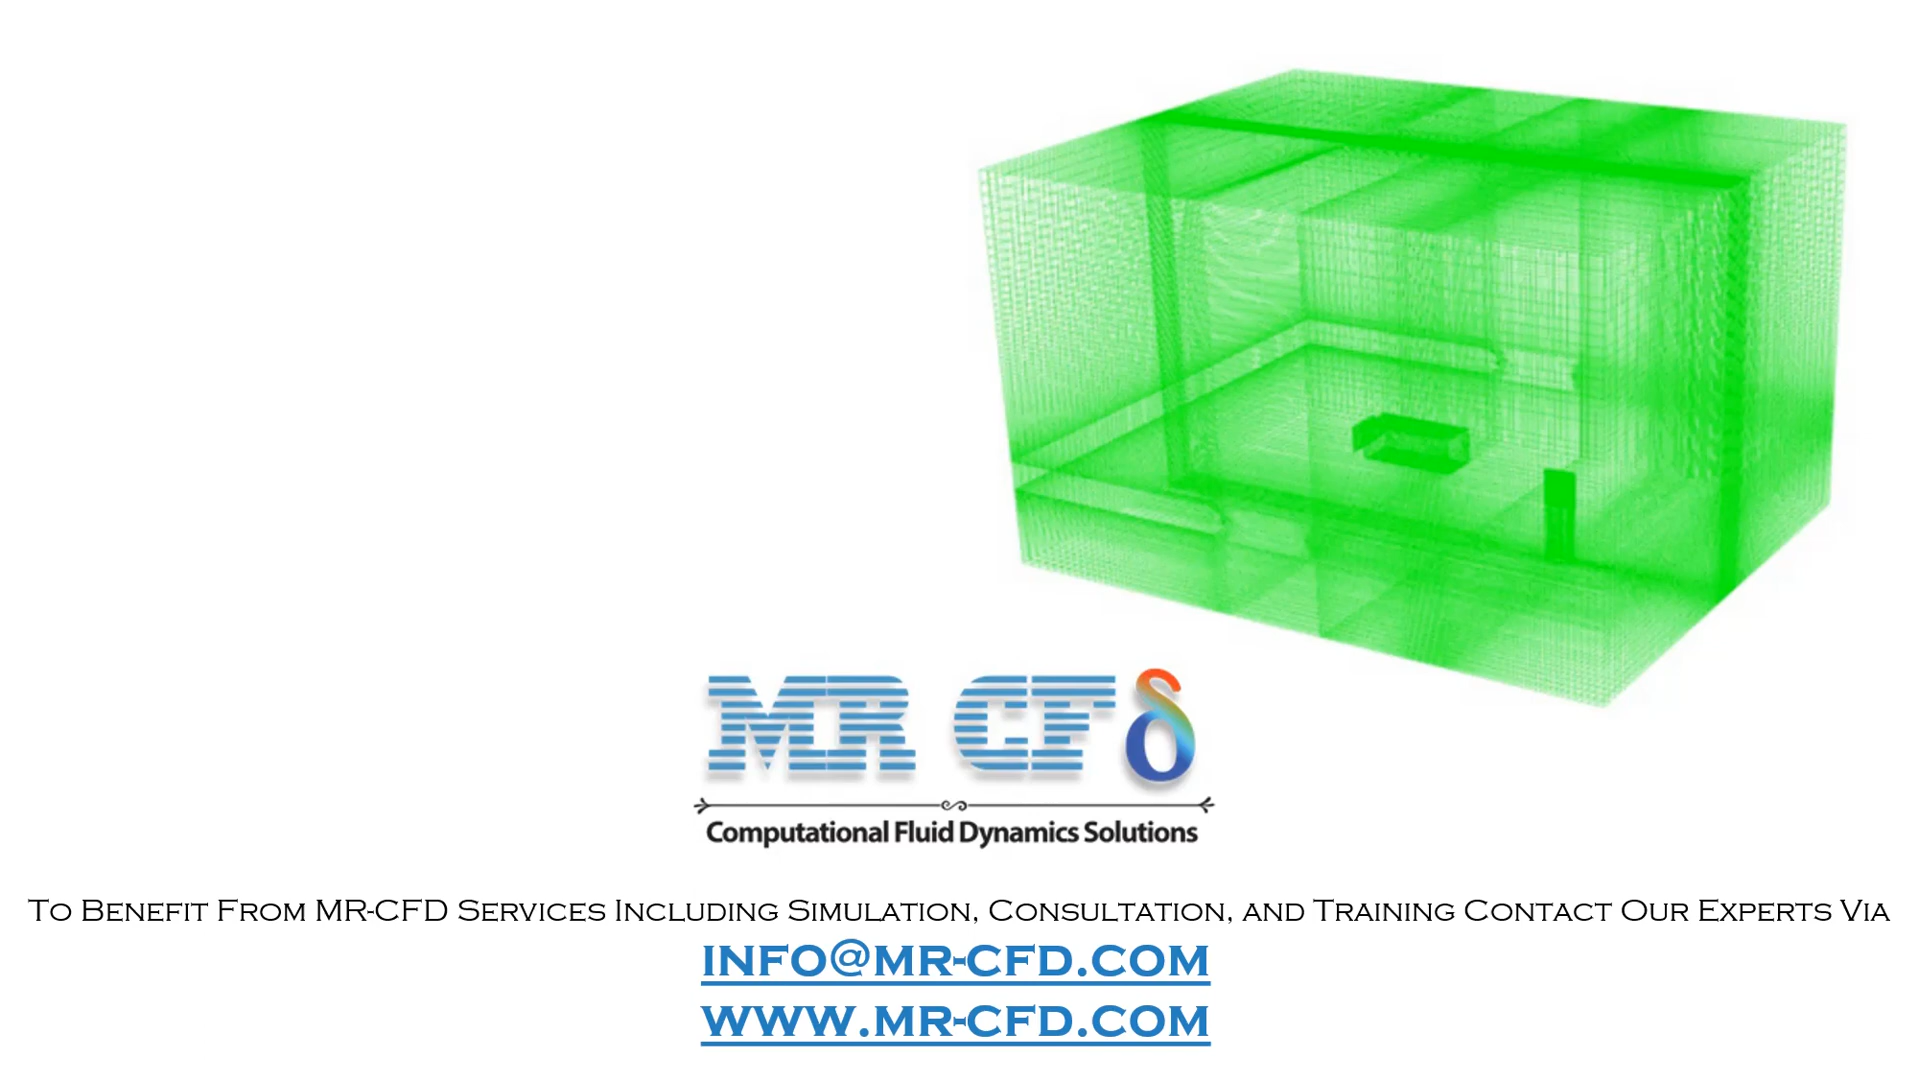 MR CFδ
Computational Fluid Dynamics Solutions
To Benefit From MR-CFD Services Including Simulation, Consultation, and Training Contact Our Experts Via
INFO@MR-CFD.COM
WWW.MR-CFD.COM